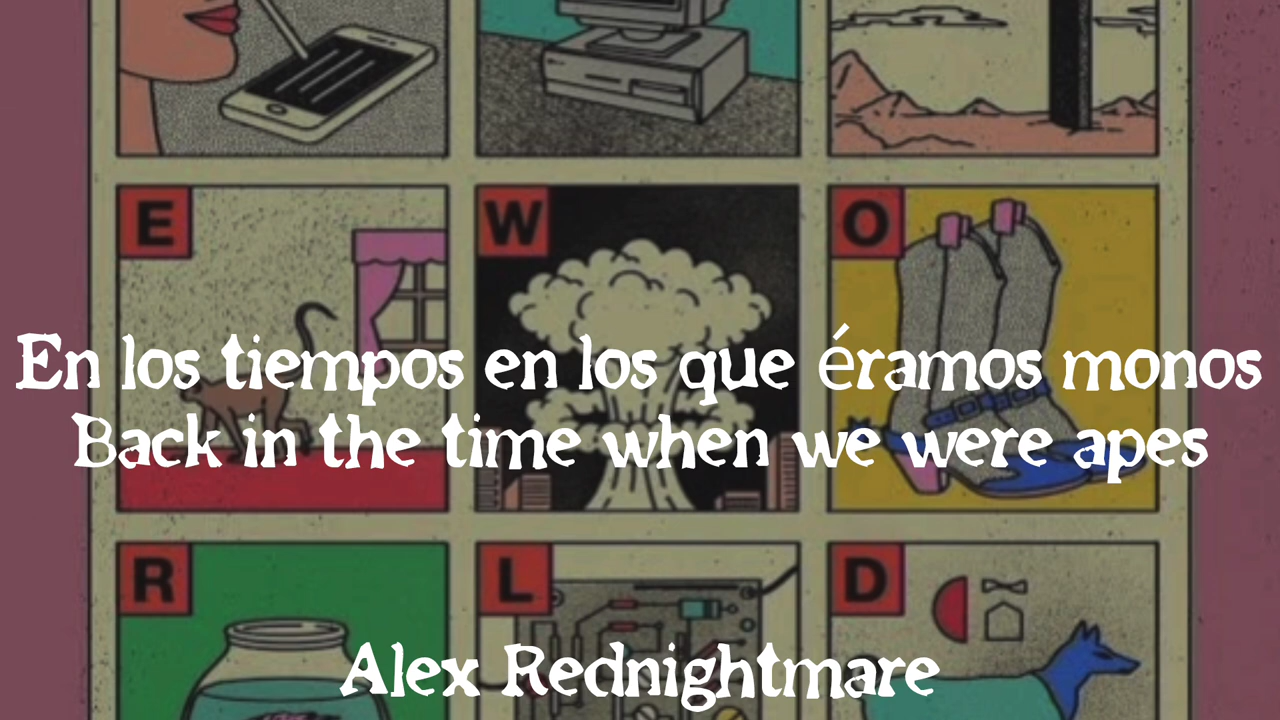 E W O
En los tiempos en los que éramos monos
Back in the time when we were apes
R L D
Alex Rednightmare